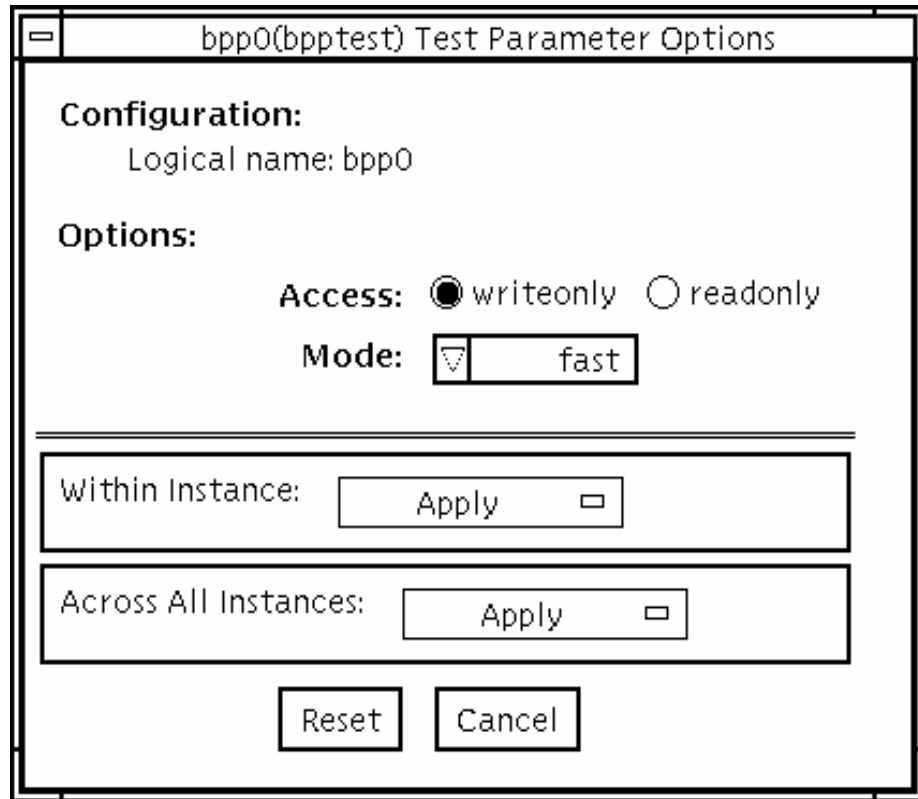 bpp0(bpptest) Test Parameter Options
Configuration:
Logical name: bpp0
Options:
Access: writeonly readonly
Mode: fast
Within Instance: Apply
Across All Instances: Apply
Reset Cancel